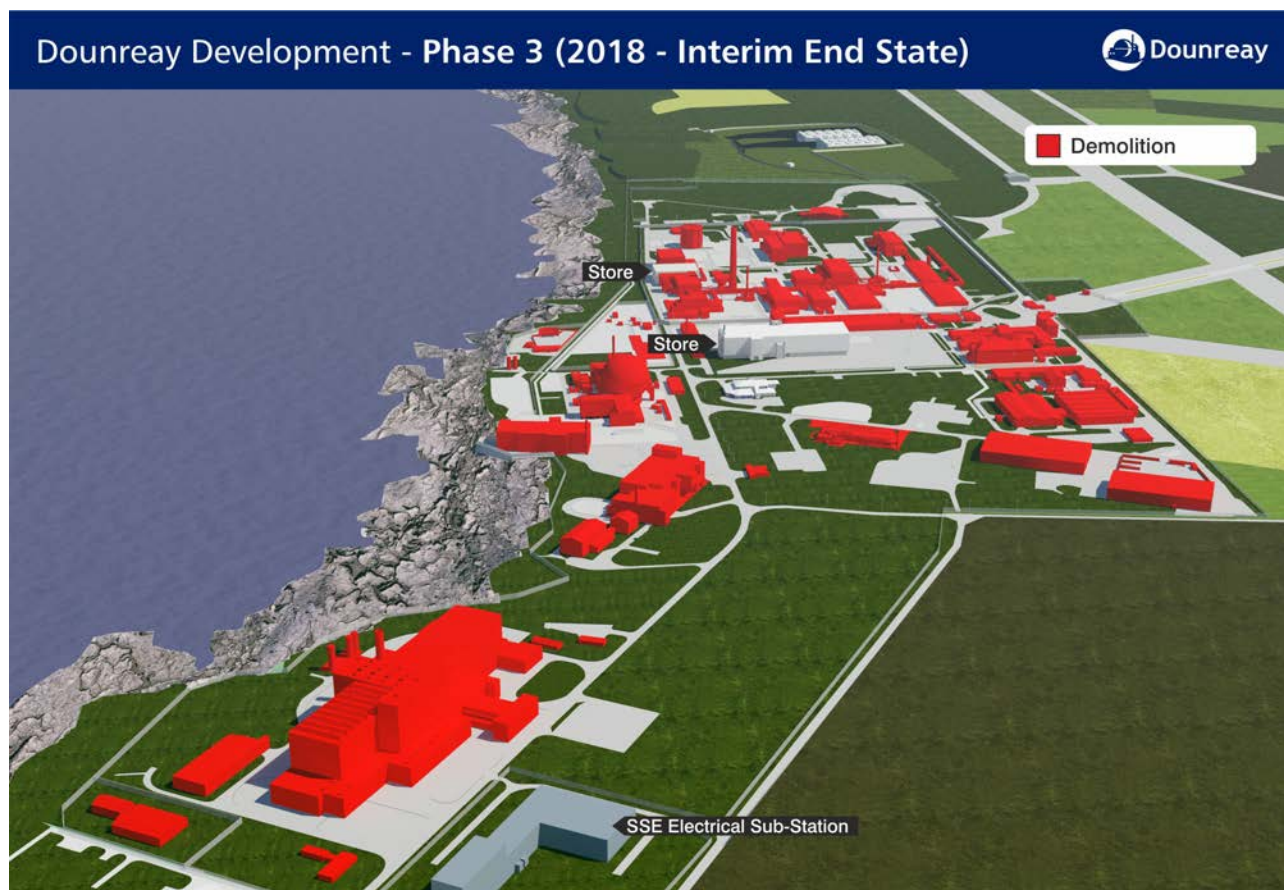 Dounreay Development - Phase 3 (2018 - Interim End State)
Dounreay
Demolition
Store
Store
SSE Electrical Sub-Station